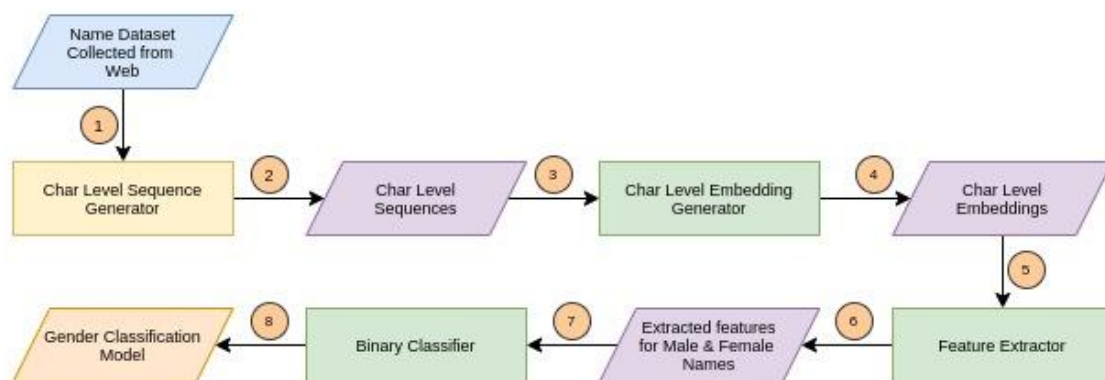 Name Dataset
Collected from
Web
1
Char Level Sequence
Generator
2
Char Level
Sequences
3
Char Level Embedding
Generator
4
Char Level
Embeddings
5
Feature Extractor
6
Extracted features
for Male & Female
Names
7
Binary Classifier
8
Gender Classification
Model